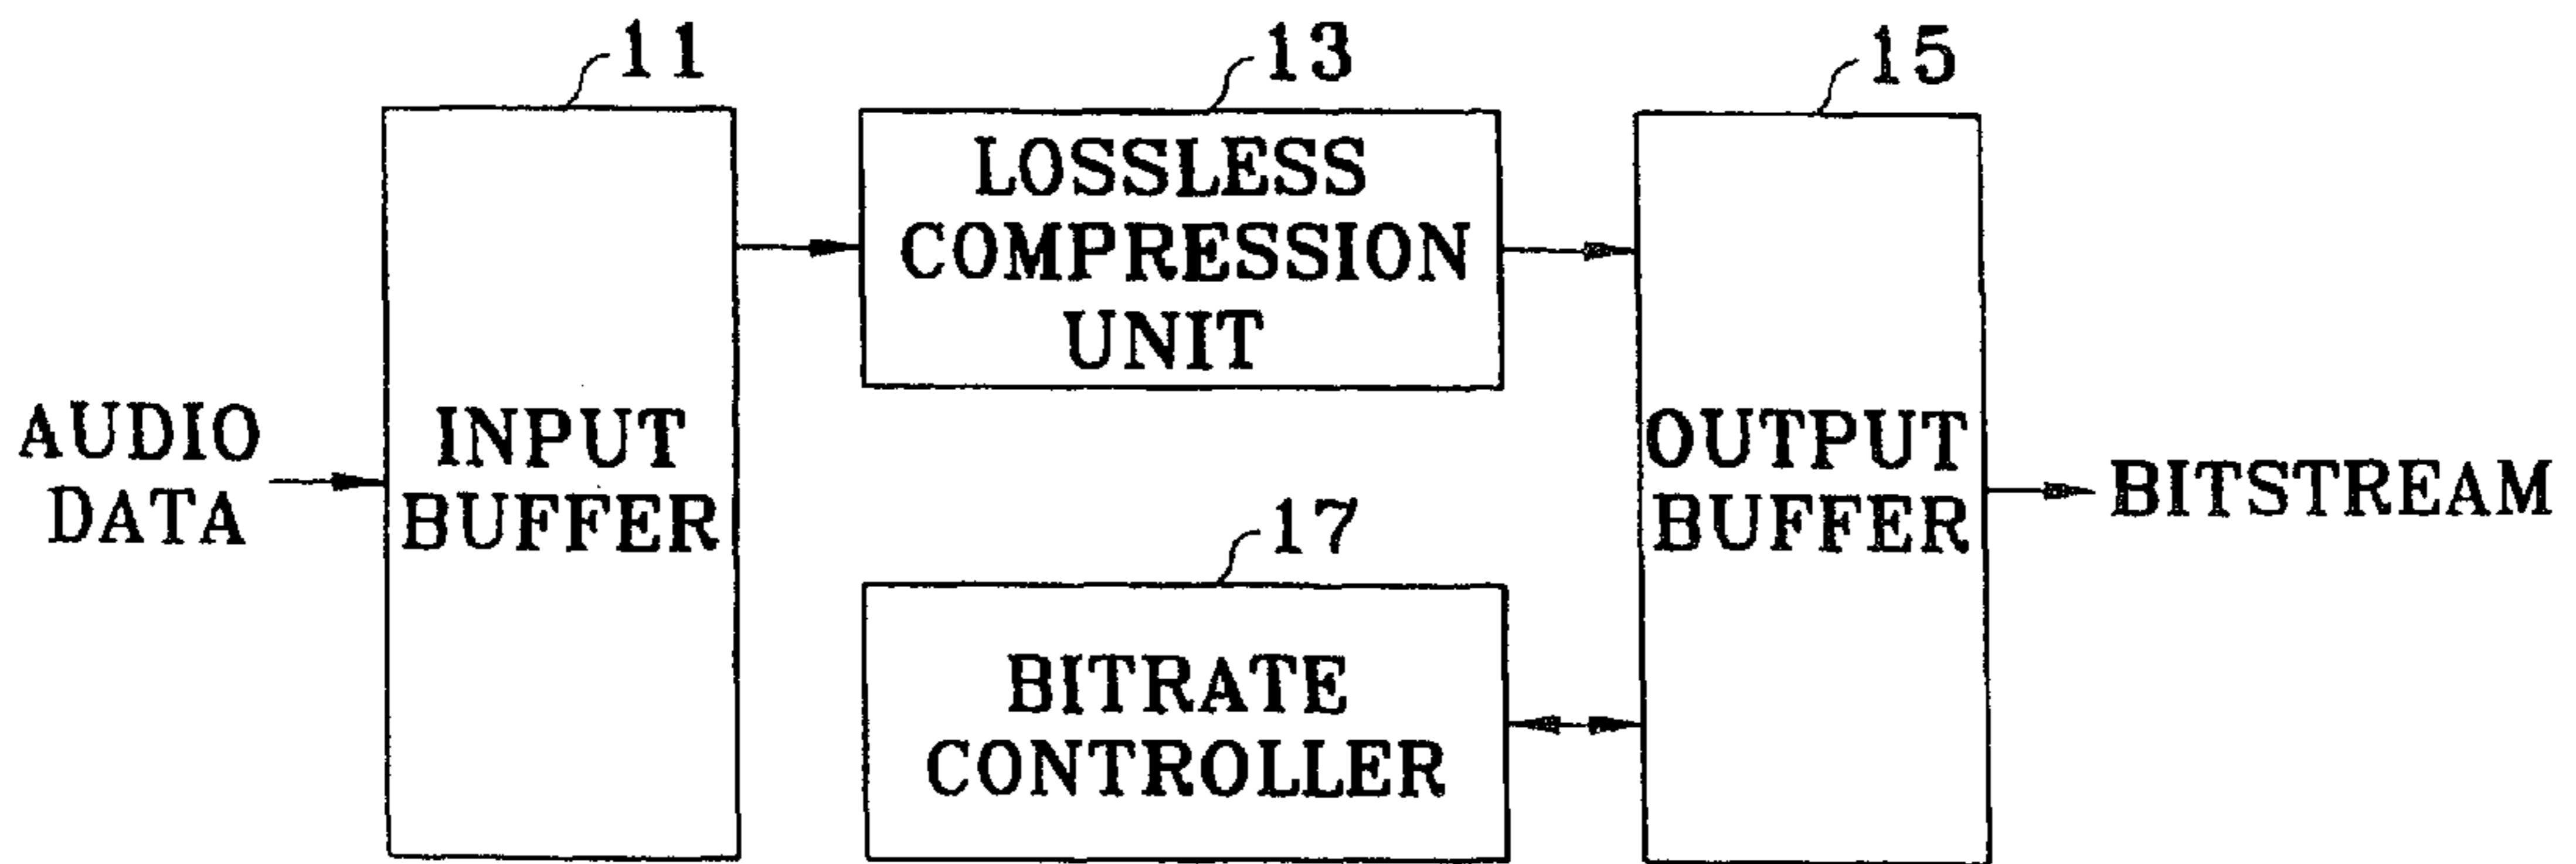 11
13
15
LOSSLESS
COMPRESSION
UNIT
AUDIO
DATA
INPUT
BUFFER
OUTPUT
BUFFER
BITSTREAM
17
BITRATE
CONTROLLER